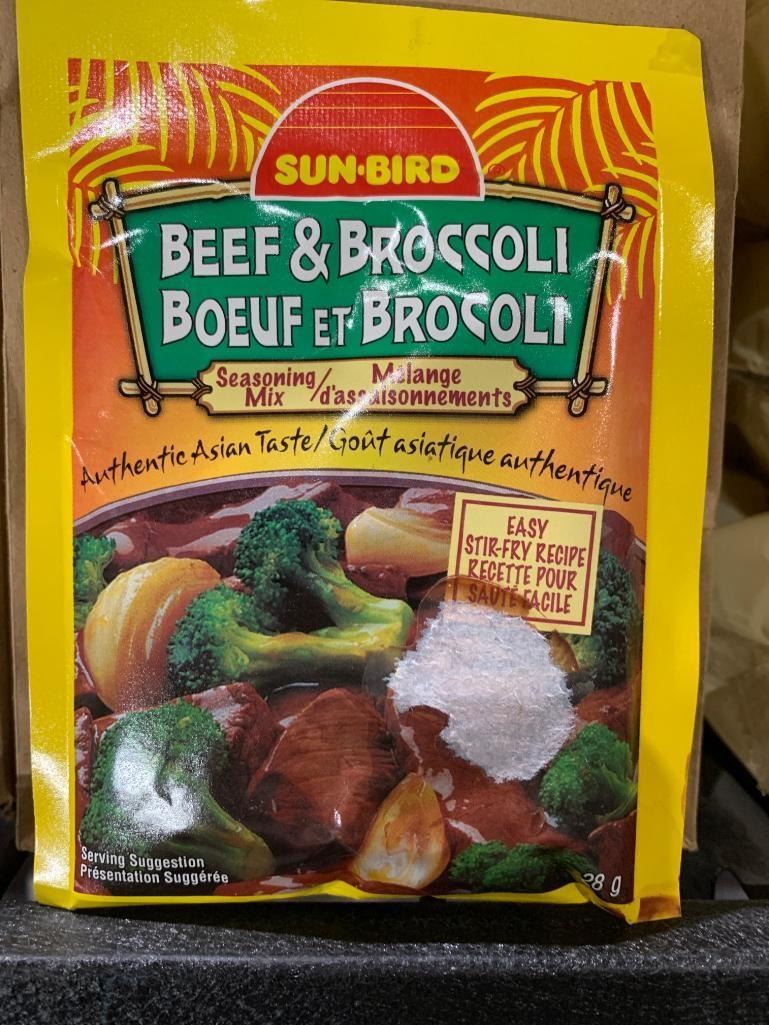 SUN·BIRD
®
BEEF & BROCCOLI
BOEUF ET BROCOLI
Seasoning Mix / Mélange d'assaisonnements
Authentic Asian Taste / Goût asiatique authentique
EASY
STIR-FRY RECIPE
RECETTE POUR
SAUTÉ FACILE
Serving Suggestion
Présentation Suggérée
28 g